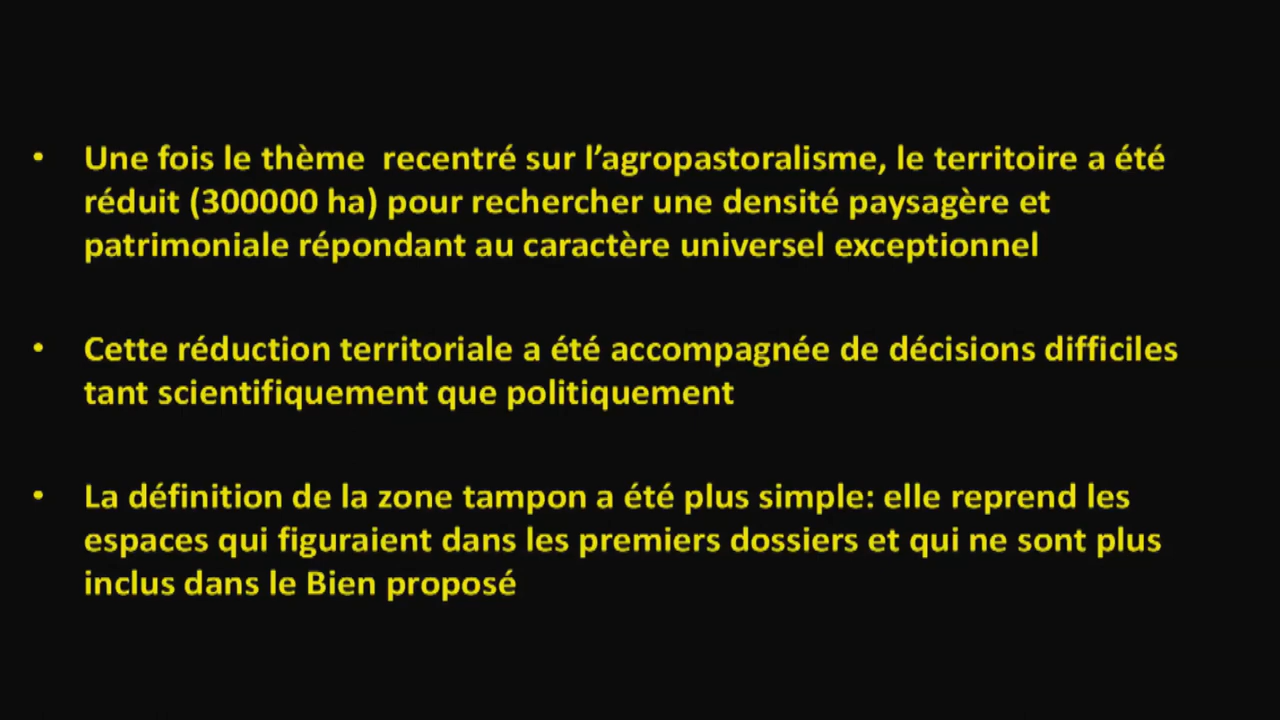 • Une fois le thème  recentré sur l’agropastoralisme, le territoire a été
réduit (300000 ha) pour rechercher une densité paysagère et
patrimoniale répondant au caractère universel exceptionnel
• Cette réduction territoriale a été accompagnée de décisions difficiles
tant scientifiquement que politiquement
• La définition de la zone tampon a été plus simple: elle reprend les
espaces qui figuraient dans les premiers dossiers et qui ne sont plus
inclus dans le Bien proposé